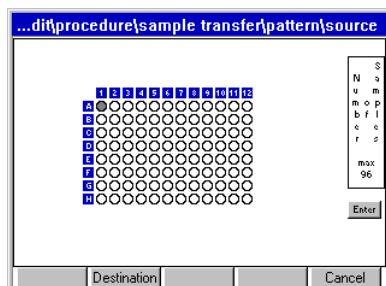 ...dit\procedure\sample transfer\pattern\source
1 2 3 4 5 6 7 8 9 10 11 12
A
B
C
D
E
F
G
H
Number of Samples
max
96
Enter
Destination
Cancel